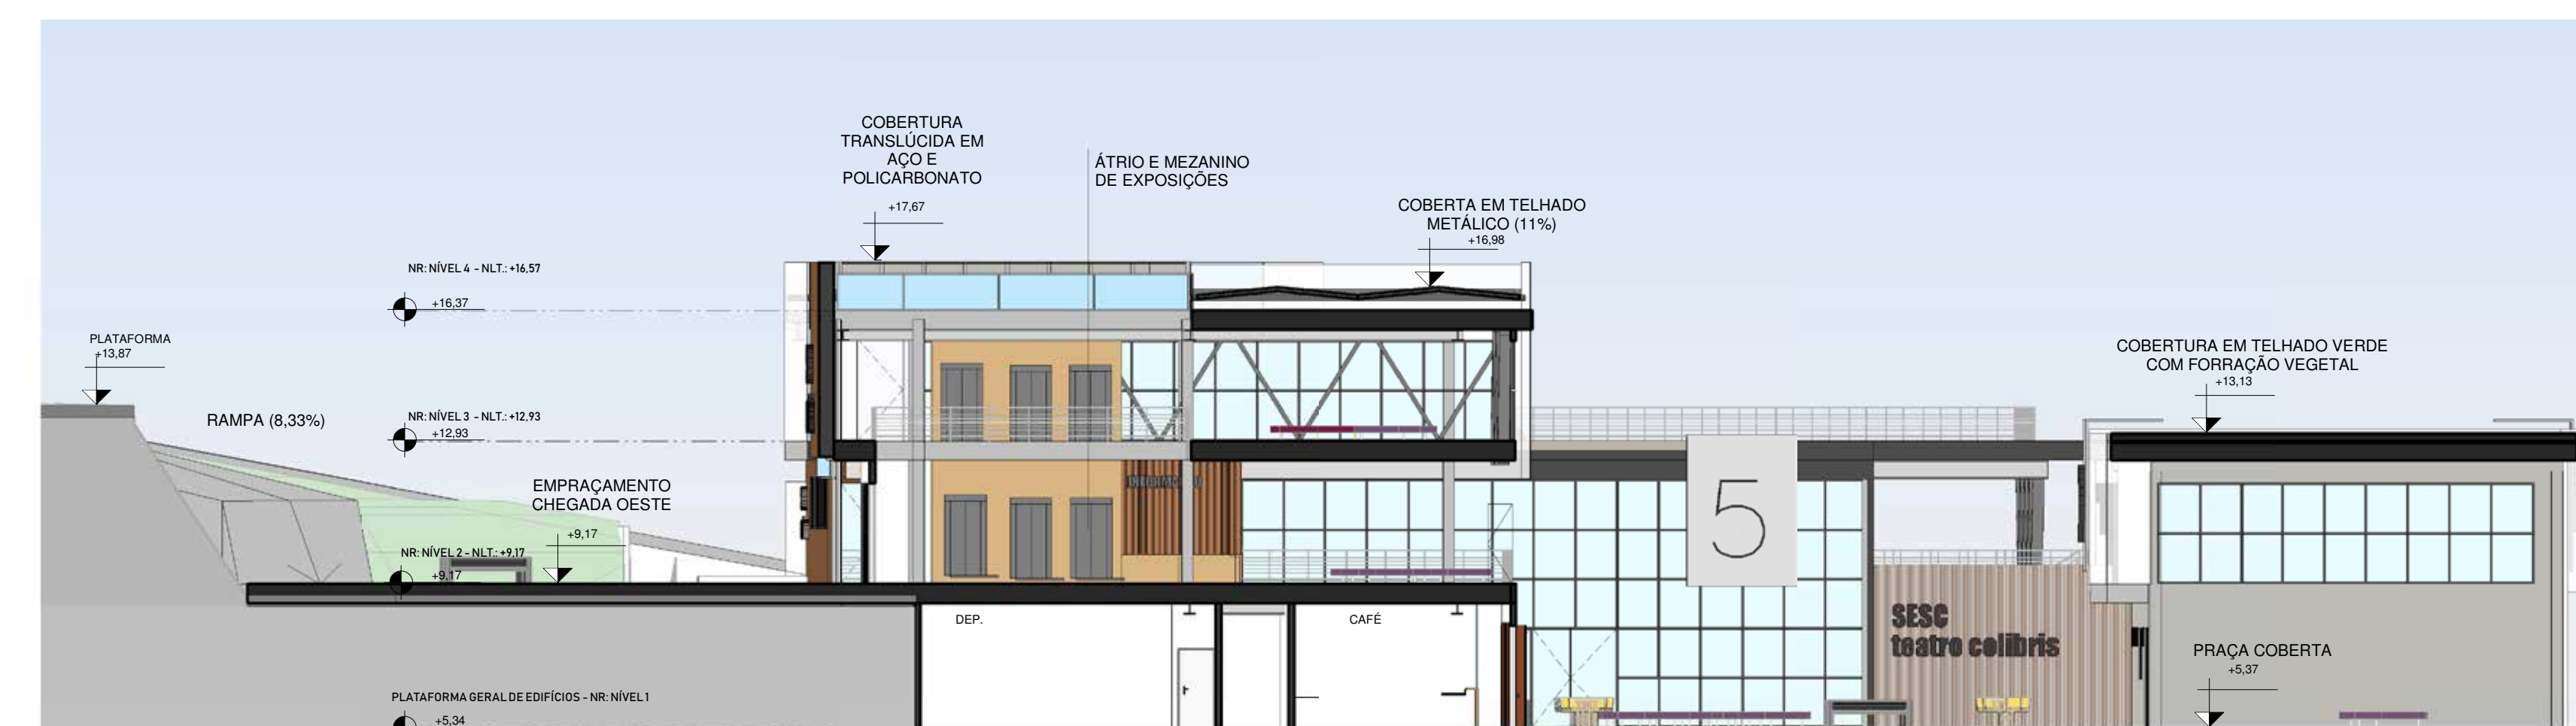 COBERTURA
TRANSLÚCIDA EM
AÇO E
POLICARBONATO
+17,67
ÁTRIO E MEZANINO
DE EXPOSIÇÕES
COBERTA EM TELHADO
METÁLICO (11%)
+16,98
NR: NÍVEL 4 - NLT.: +16,57
+16,37
PLATAFORMA
+13,87
RAMPA (8,33%)
NR: NÍVEL 3 - NLT.: +12,93
+12,93
COBERTURA EM TELHADO VERDE
COM FORRAÇÃO VEGETAL
+13,13
EMPRAÇAMENTO
CHEGADA OESTE
+9,17
NR: NÍVEL 2 - NLT.: +9,17
+9,17
5
DEP.
CAFÉ
SESC
teatro colibris
PRAÇA COBERTA
+5,37
PLATAFORMA GERAL DE EDIFÍCIOS - NR: NÍVEL 1
+5,34